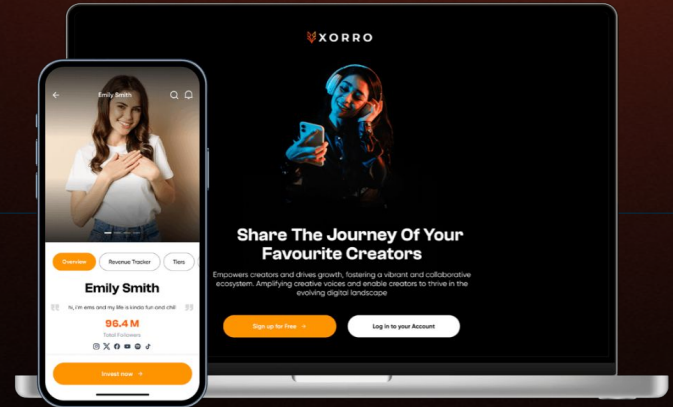 XORRO
Share The Journey Of Your
Favourite Creators
Empowers creators and drives growth, fostering a vibrant and collaborative
ecosystem. Amplifying creative voices and enable creators to thrive in the
evolving digital landscape
Sign up for Free
Log in to your Account
Emily Smith
Overview
Revenue Tracker
Tiers
Emily Smith
hi, i'm ems and my life is kinda fun and chill
96.4 M
Total Followers
Invest now